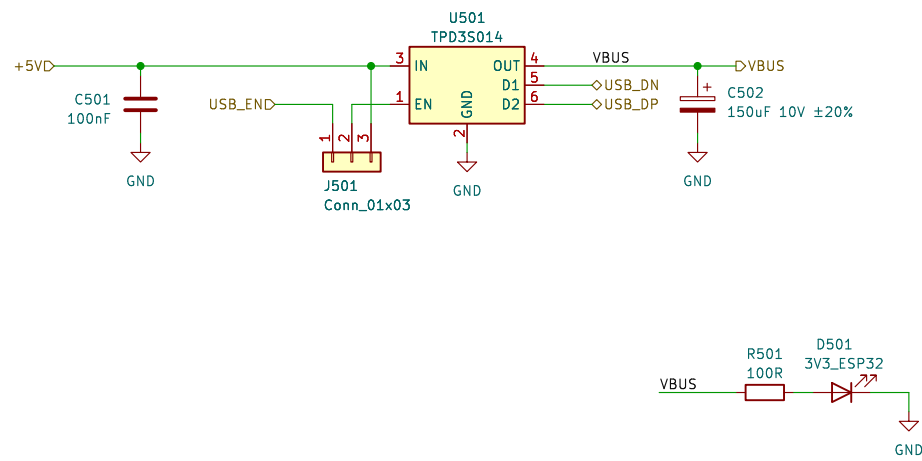 U501
TPD3S014
+5V
3
IN
OUT
4
VBUS
VBUS
D1
5
USB_DN
C501
100nF
USB_EN
1
EN
GND
D2
6
USB_DP
+
C502
150uF 10V ±20%
2
1
2
3
GND
J501
Conn_01x03
GND
GND
R501
100R
D501
3V3_ESP32
VBUS
GND